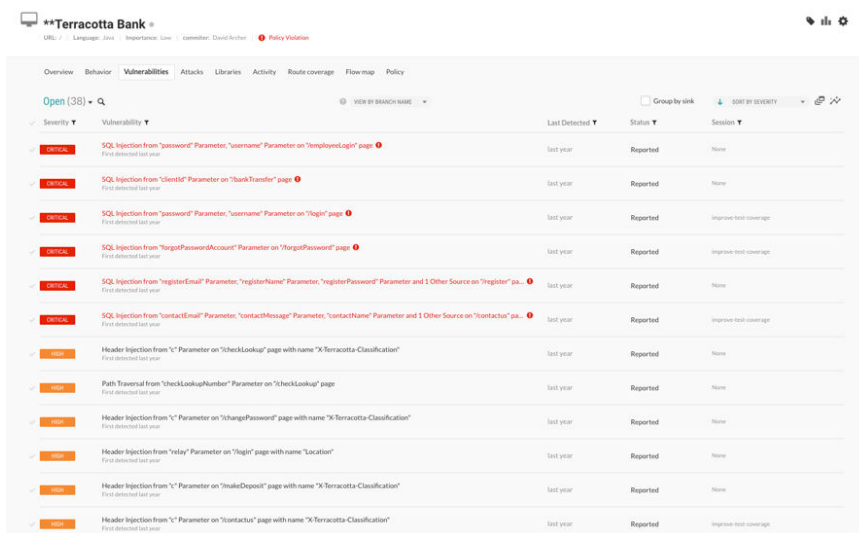 **Terracotta Bank
URL: / Language: Java Importance: Low commiter: David Archer Policy Violation
Overview Behavior Vulnerabilities Attacks Libraries Activity Route coverage Flow map Policy
Open (38) VIEW BY BRANCH NAME Group by sink SORT BY SEVERITY
Severity Vulnerability Last Detected Status Session
CRITICAL SQL Injection from "password" Parameter, "username" Parameter on "/employeeLogin" page last year Reported None
First detected last year
CRITICAL SQL Injection from "clientId" Parameter on "/bankTransfer" page last year Reported None
First detected last year
CRITICAL SQL Injection from "password" Parameter, "username" Parameter on "/login" page last year Reported improve-test-coverage
First detected last year
CRITICAL SQL Injection from "forgotPasswordAccount" Parameter on "/forgotPassword" page last year Reported improve-test-coverage
First detected last year
CRITICAL SQL Injection from "registerEmail" Parameter, "registerName" Parameter, "registerPassword" Parameter and 1 Other Source on "/register" pa... last year Reported None
First detected last year
CRITICAL SQL Injection from "contactEmail" Parameter, "contactMessage" Parameter, "contactName" Parameter and 1 Other Source on "/contactus" pa... last year Reported improve-test-coverage
First detected last year
HIGH Header Injection from "c" Parameter on "/checkLookup" page with name "X-Terracotta-Classification" last year Reported None
First detected last year
HIGH Path Traversal from "checkLookupNumber" Parameter on "/checkLookup" page last year Reported None
First detected last year
HIGH Header Injection from "c" Parameter on "/changePassword" page with name "X-Terracotta-Classification" last year Reported None
First detected last year
HIGH Header Injection from "relay" Parameter on "/login" page with name "Location" last year Reported None
First detected last year
HIGH Header Injection from "c" Parameter on "/makeDeposit" page with name "X-Terracotta-Classification" last year Reported None
First detected last year
HIGH Header Injection from "c" Parameter on "/contactus" page with name "X-Terracotta-Classification" last year Reported improve-test-coverage
First detected last year